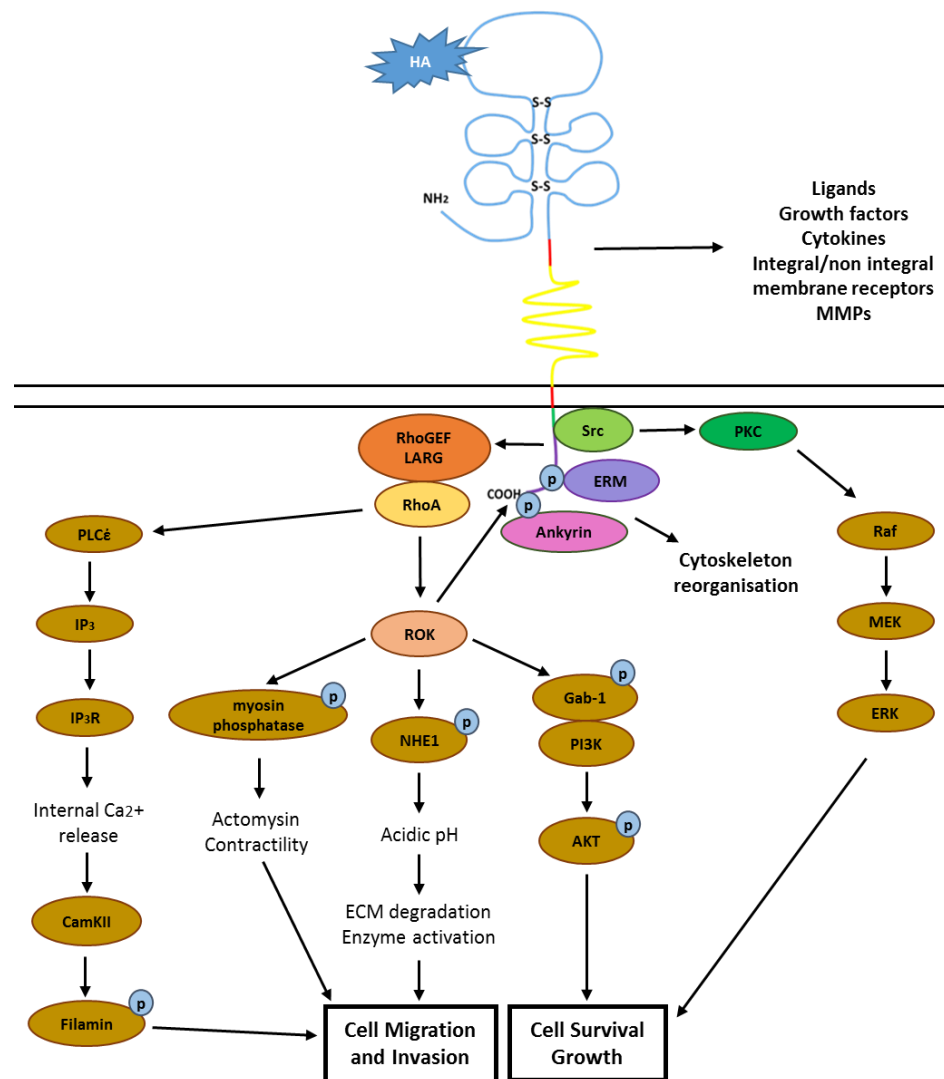 HA
S-S
S-S
S-S
NH2
Ligands
Growth factors
Cytokines
Integral/non integral
membrane receptors
MMPs
Src
PKC
RhoGEF
LARG
p
ERM
COOH
RhoA
p
Ankyrin
PLCė
Raf
Cytoskeleton
reorganisation
IP3
ROK
MEK
p
p
myosin
phosphatase
Gab-1
IP3R
p
NHE1
PI3K
ERK
Internal Ca2+
release
Actomysin
Contractility
Acidic pH
p
AKT
CamKII
ECM degradation
Enzyme activation
p
Filamin
Cell Migration
and Invasion
Cell Survival
Growth